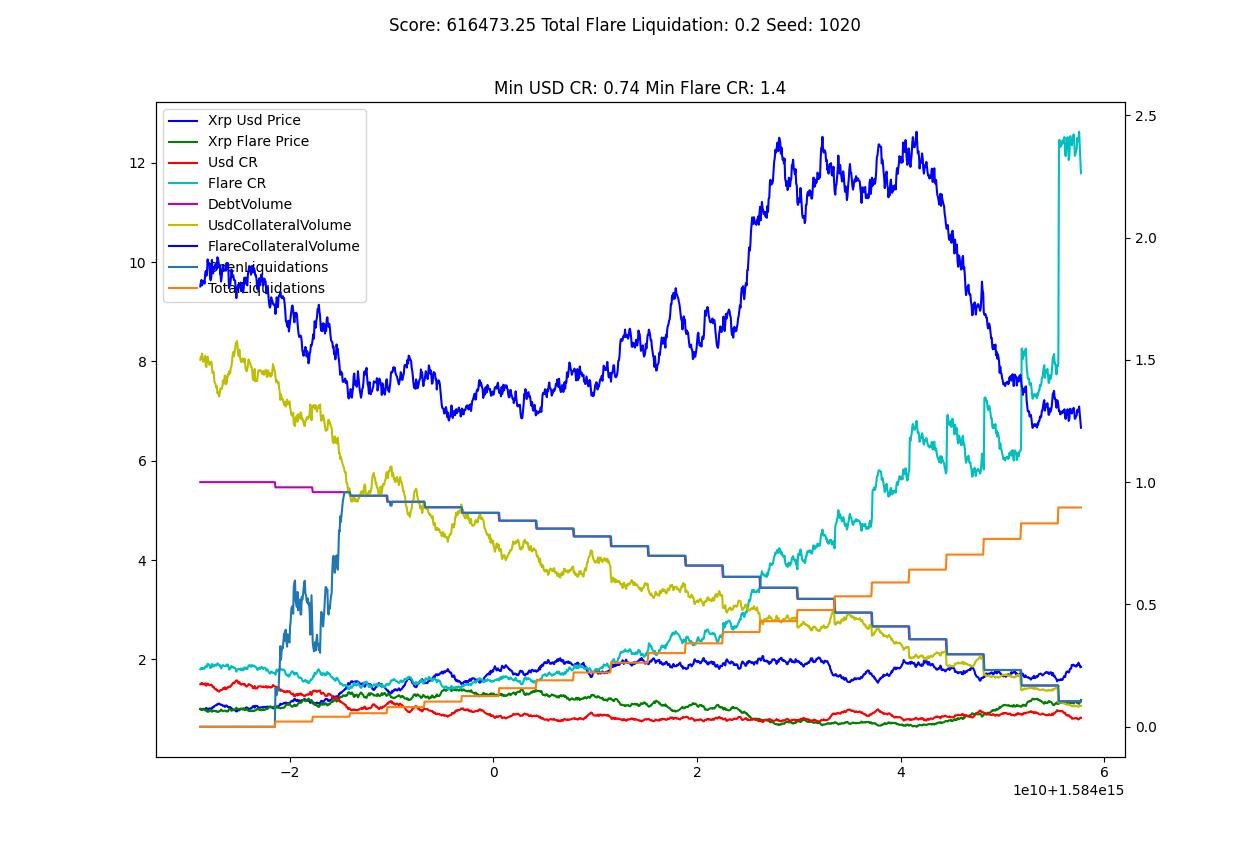 Score: 616473.25 Total Flare Liquidation: 0.2 Seed: 1020
Min USD CR: 0.74 Min Flare CR: 1.4
Xrp Usd Price
Xrp Flare Price
Usd CR
Flare CR
DebtVolume
UsdCollateralVolume
FlareCollateralVolume
OpenLiquidations
TotalLiquidations
12
10
8
6
4
2
2.5
2.0
1.5
1.0
0.5
0.0
−2
0
2
4
6
1e10+1.584e15